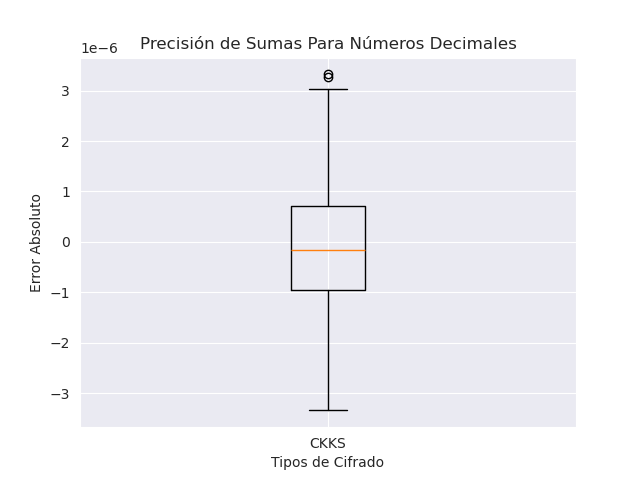 Precisión de Sumas Para Números Decimales
1e−6
3
2
1
0
−1
−2
−3
Error Absoluto
CKKS
Tipos de Cifrado